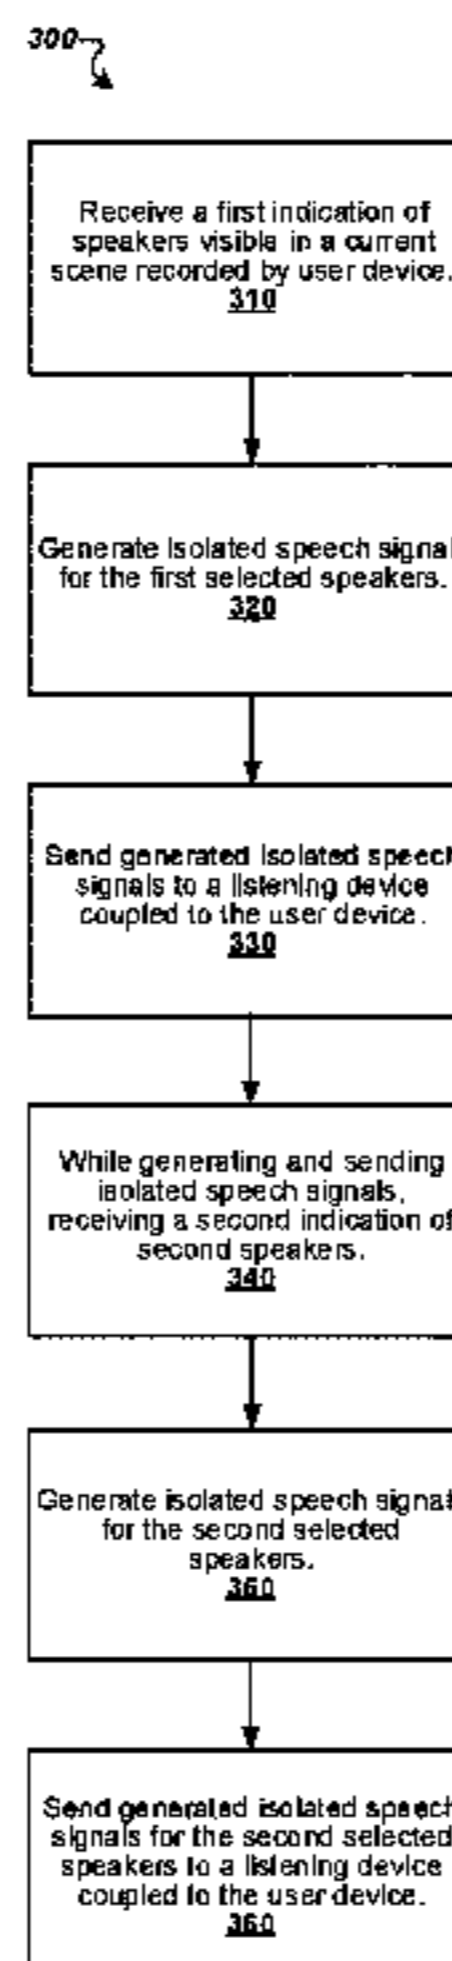 300
Receive a first indication of
speakers visible in a current
scene recorded by user device.
310
Generate isolated speech signal
for the first selected speakers.
320
Send generated isolated speech
signals to a listening device
coupled to the user device.
330
While generating and sending
isolated speech signals,
receiving a second indication of
second speakers.
340
Generate isolated speech signal
for the second selected
speakers.
360
Send generated isolated speech
signals for the second selected
speakers to a listening device
coupled to the user device.
360